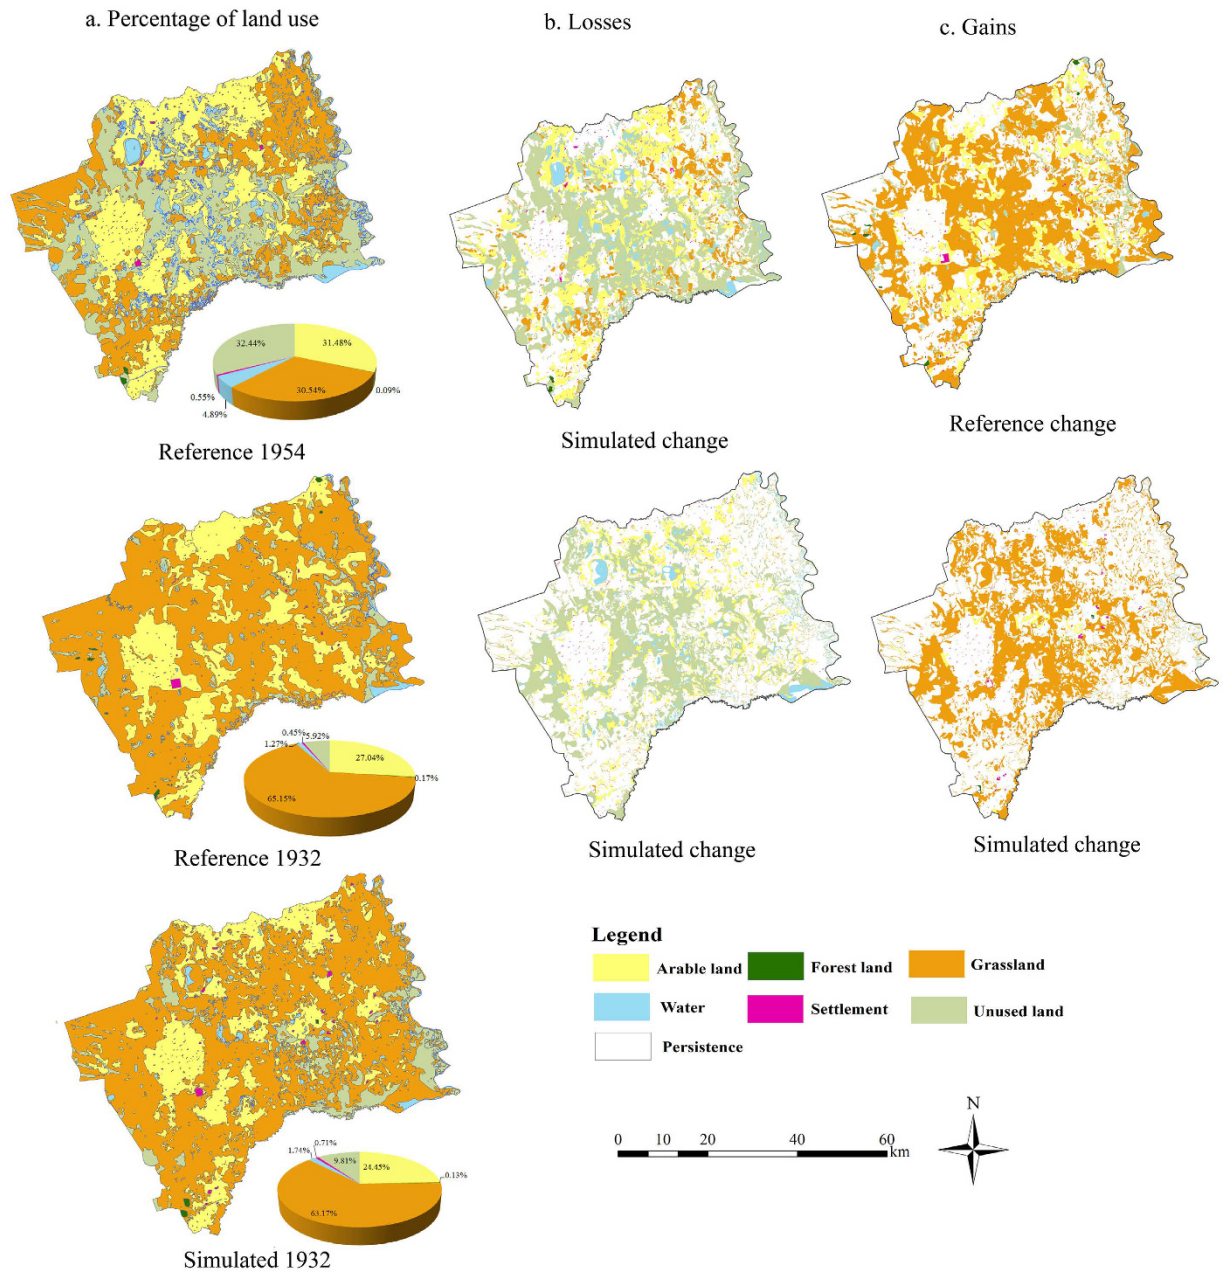 a. Percentage of land use
b. Losses
c. Gains
32.44%
31.48%
30.54%
0.09%
0.55%
4.89%
Reference 1954
Simulated change
Reference change
0.45%
5.92%
1.27%
27.04%
0.17%
65.15%
Reference 1932
Simulated change
Simulated change
Legend
Arable land
Forest land
Grassland
Water
Settlement
Unused land
Persistence
N
0 10 20 40 60
km
0.71%
1.74%
9.81%
24.45%
0.13%
63.17%
Simulated 1932